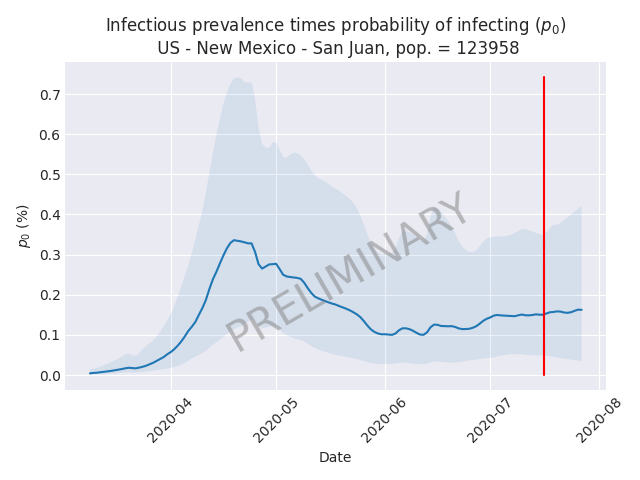 Infectious prevalence times probability of infecting (p₀)
US - New Mexico - San Juan, pop. = 123958
0.7
0.6
0.5
0.4
0.3
0.2
0.1
0.0
p₀ (%)
PRELIMINARY
2020-04
2020-05
2020-06
2020-07
2020-08
Date